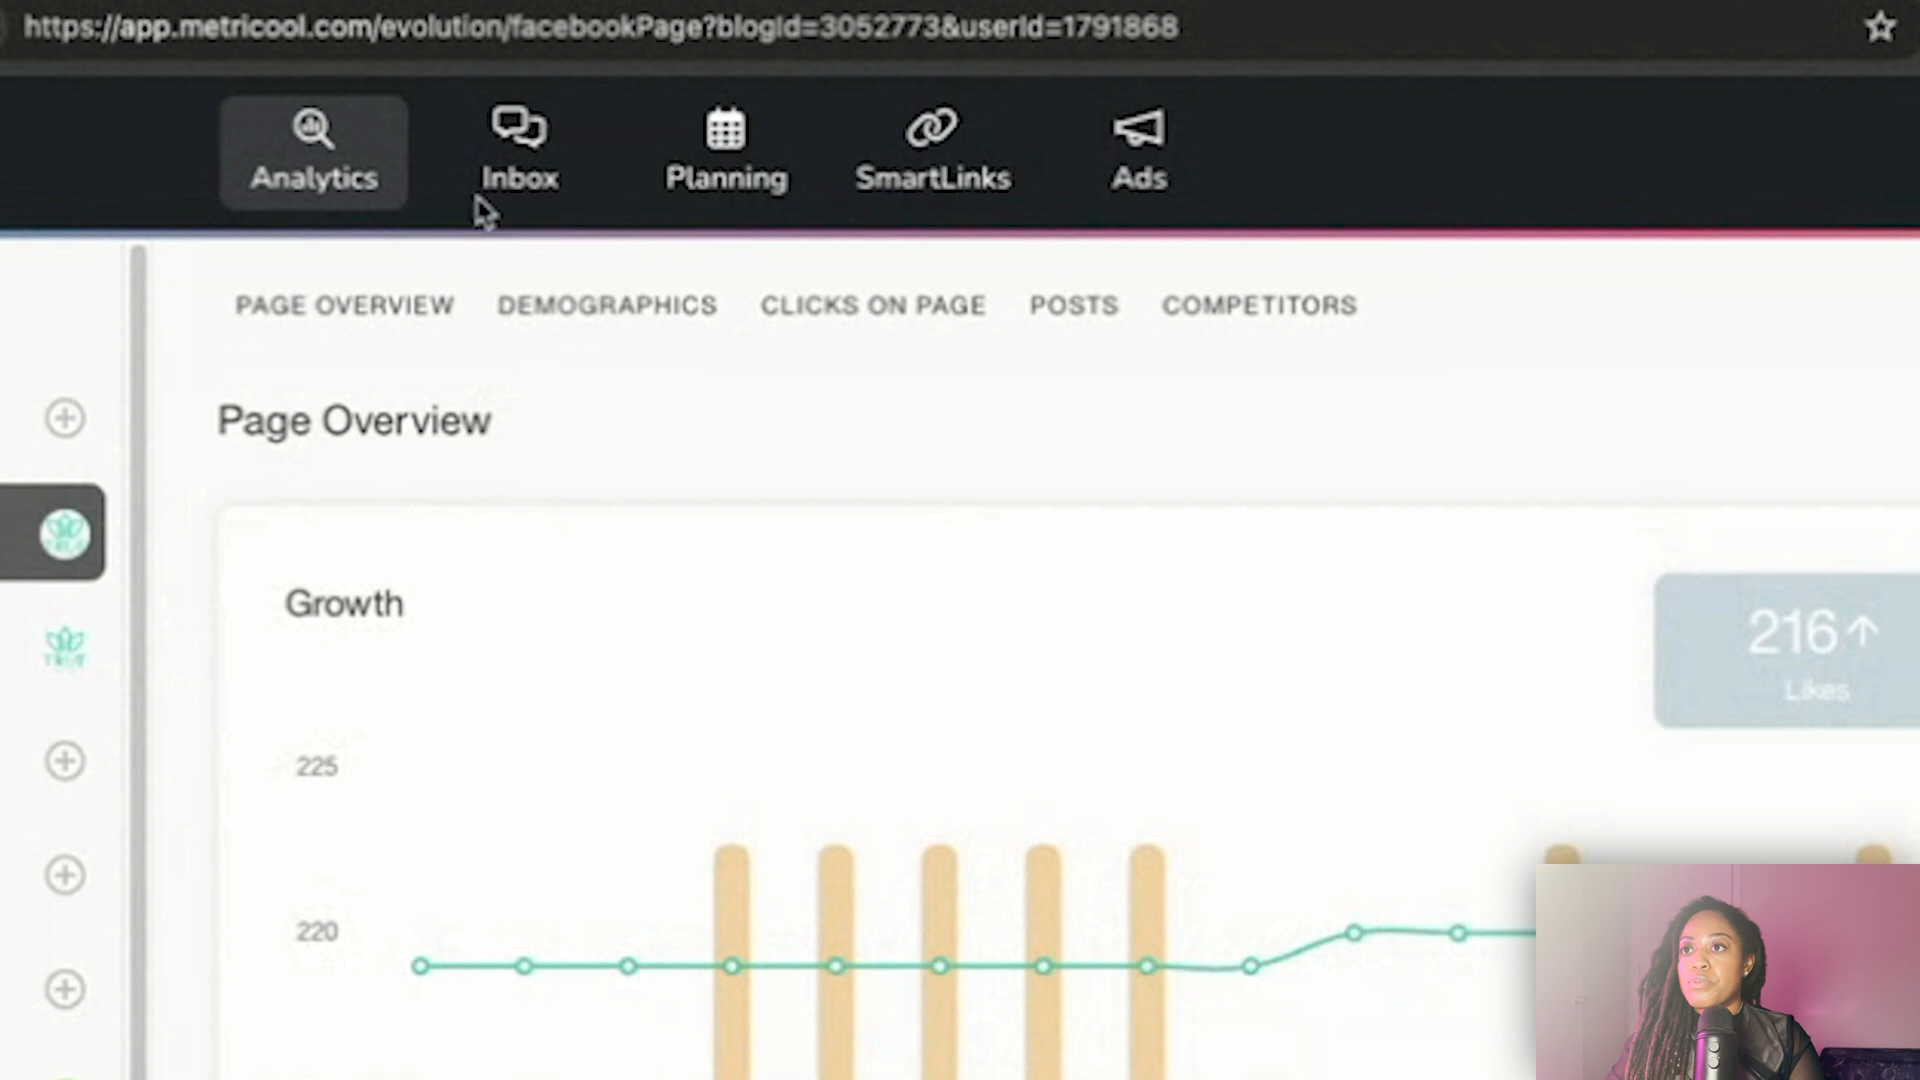 https://app.metricool.com/evolution/facebookPage?blogId=3052773&userId=1791868
Analytics
Inbox
Planning
SmartLinks
Ads
PAGE OVERVIEW
DEMOGRAPHICS
CLICKS ON PAGE
POSTS
COMPETITORS
Page Overview
Growth
216↑
Likes
225
220